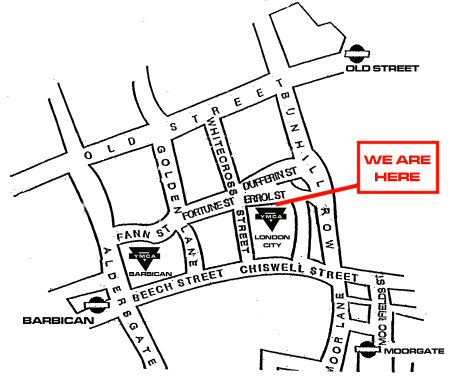 OLD STREET
OLD STREET
BUNHILL ROW
WHITECROSS STREET
GOLDEN LANE
DUFFERIN ST
WE ARE
HERE
FORTUNE ST
ERROL ST
FANN ST
YMCA
LONDON
CITY
YMCA
BARBICAN
ALDERSGATE
BEECH STREET
CHISWELL STREET
BARBICAN
MOOR LANE
MOORFIELDS ST
MOORGATE